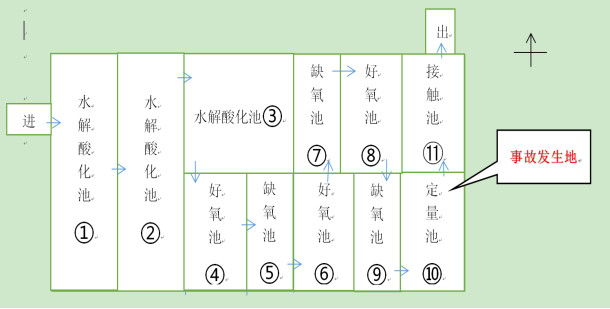 出
进
水解酸化池①
水解酸化池②
水解酸化池③
缺氧池⑦
好氧池⑧
接触池⑪
事故发生地
好氧池④
缺氧池⑤
好氧池⑥
缺氧池⑨
定量池⑩